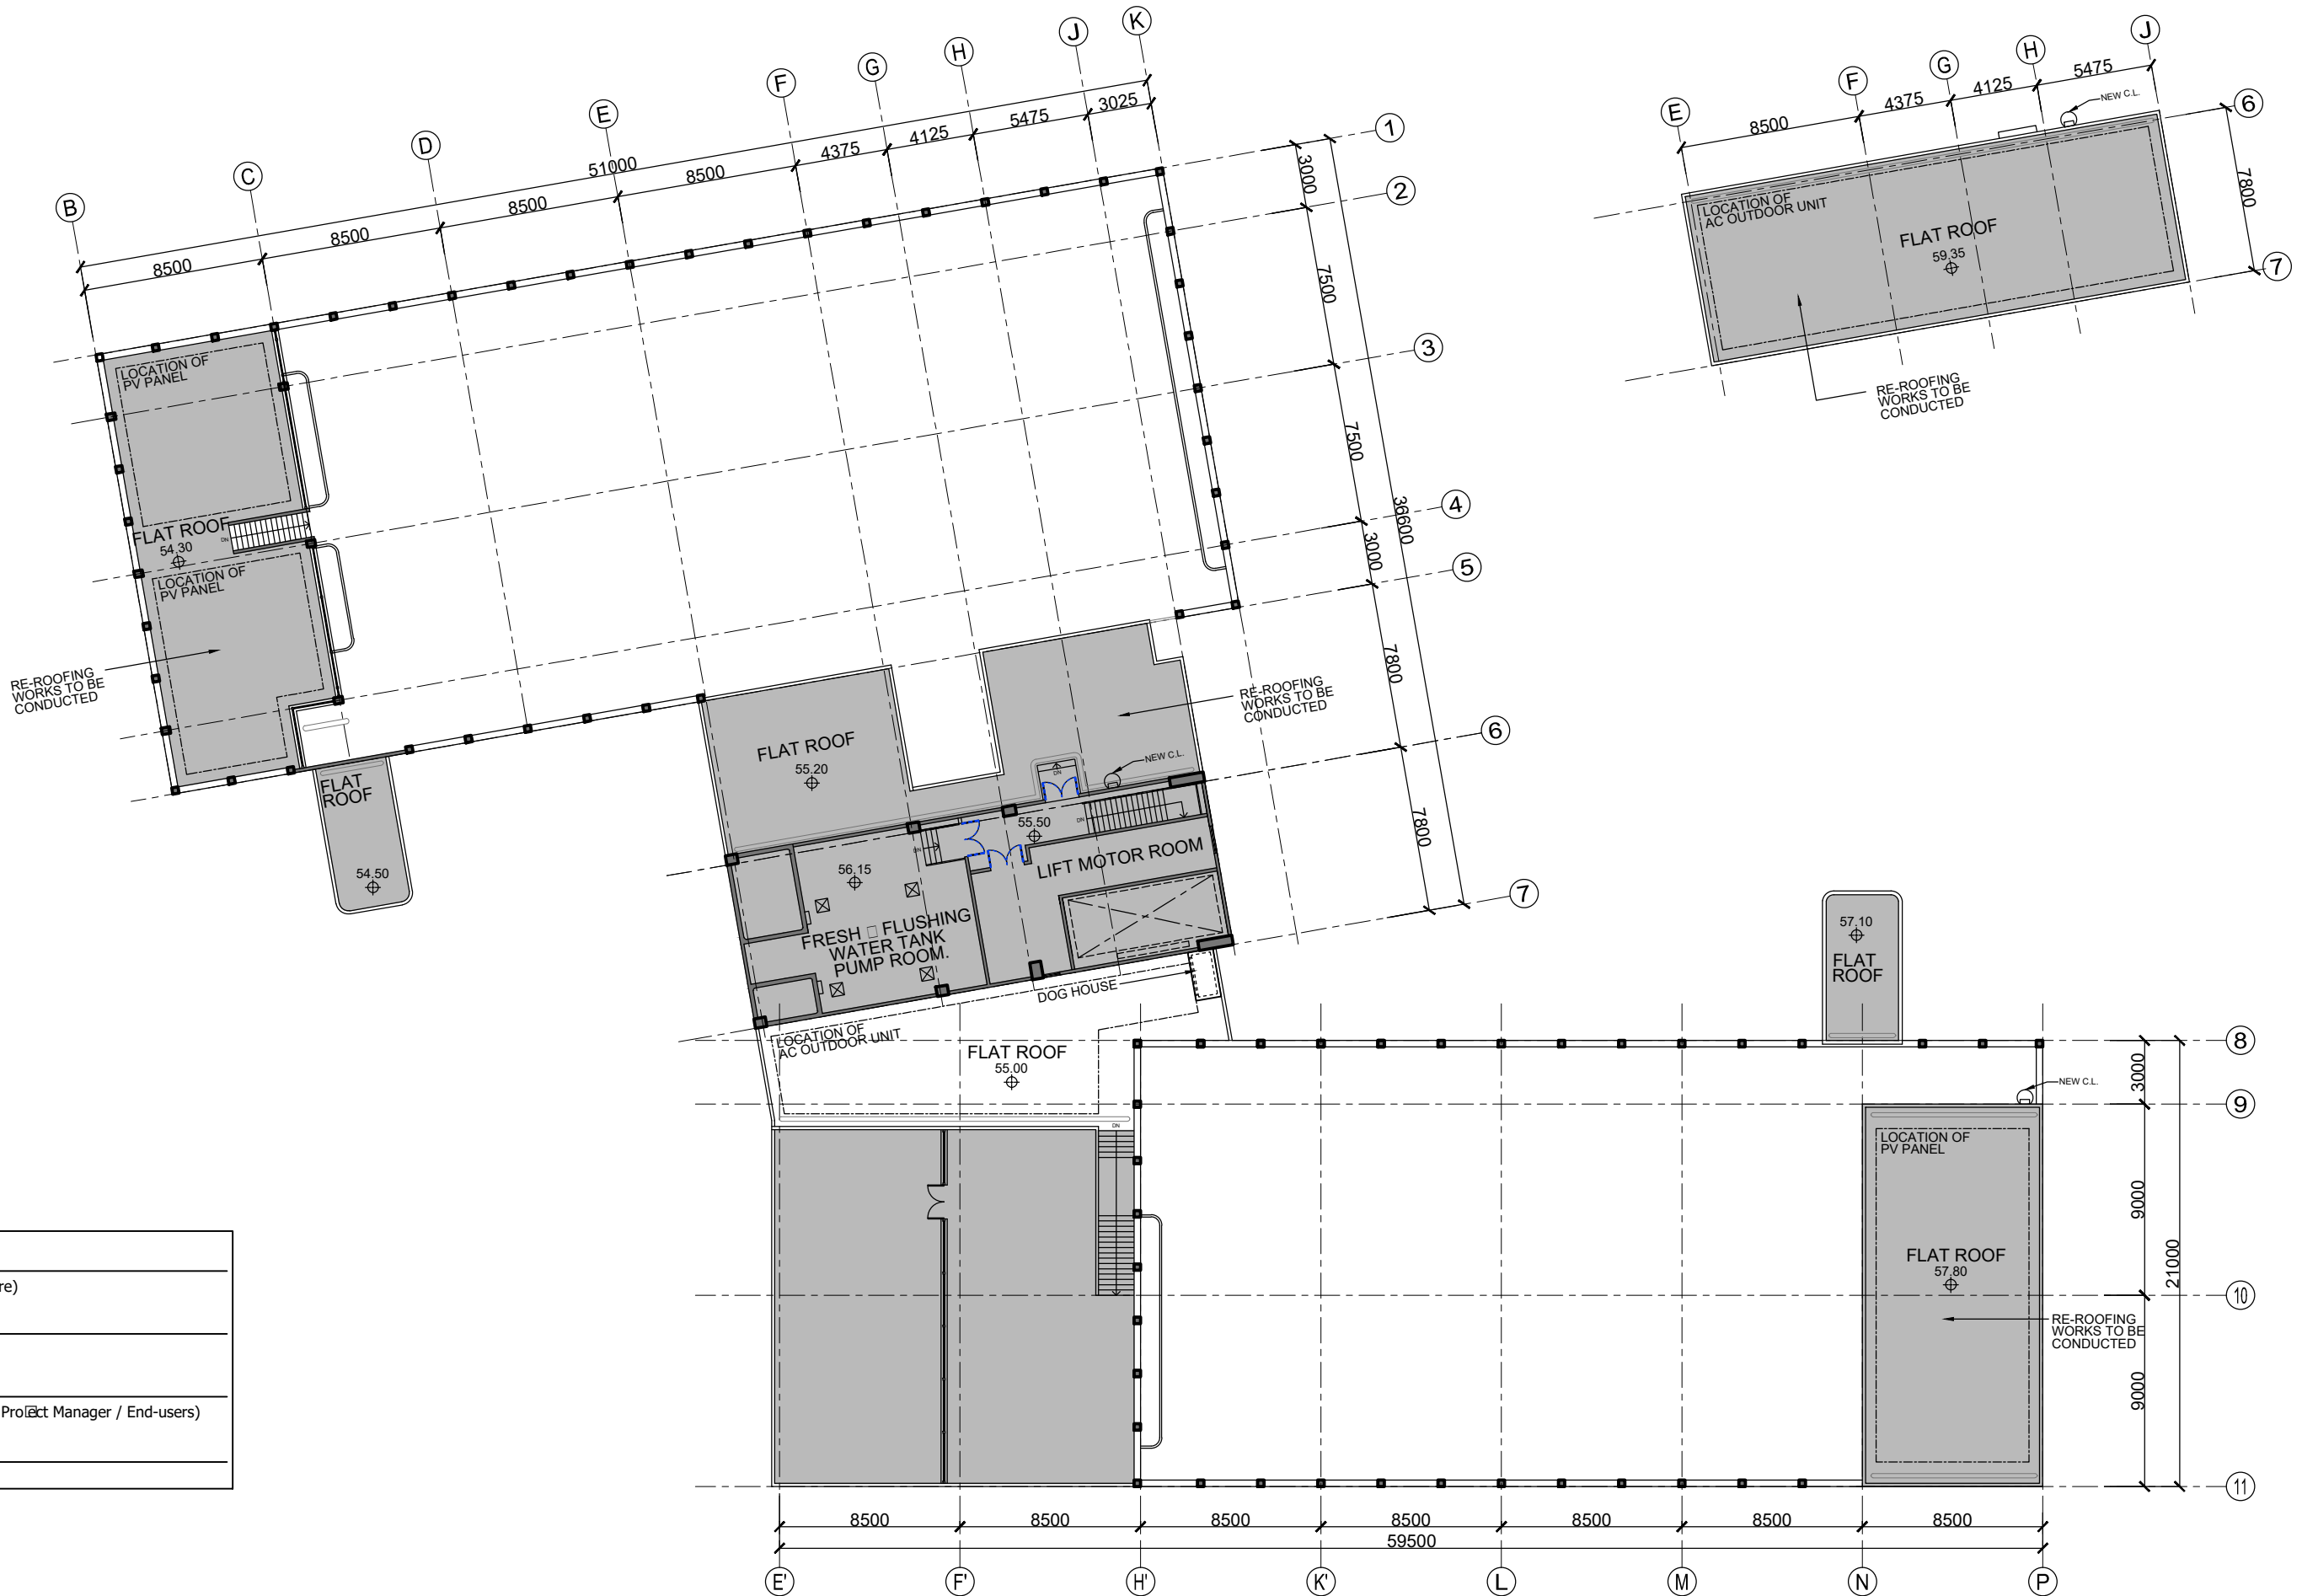 B
C
D
E
F
G
H
J
K
51000
8500
8500
8500
8500
4375
4125
5475
3025
1
2
3
4
5
6
7
3000
7500
7500
3000
7800
7800
36600
LOCATION OF
PV PANEL
FLAT ROOF
54.30
DN
LOCATION OF
PV PANEL
RE-ROOFING
WORKS TO BE
CONDUCTED
FLAT
ROOF
54.50
FLAT ROOF
55.20
RE-ROOFING
WORKS TO BE
CONDUCTED
NEW C.L.
DN
55.50
DN
DN
LIFT MOTOR ROOM
56.15
FRESH □ FLUSHING
WATER TANK
PUMP ROOM.
DOG HOUSE
LOCATION OF
AC OUTDOOR UNIT
FLAT ROOF
55.00
DN
E
F
G
H
J
8500
4375
4125
5475
NEW C.L.
6
7
7800
LOCATION OF
AC OUTDOOR UNIT
FLAT ROOF
59.35
RE-ROOFING
WORKS TO BE
CONDUCTED
57.10
FLAT
ROOF
NEW C.L.
LOCATION OF
PV PANEL
FLAT ROOF
57.80
RE-ROOFING
WORKS TO BE
CONDUCTED
8
9
10
11
3000
9000
9000
21000
8500
8500
8500
8500
8500
8500
8500
59500
E'
F'
H'
K'
L
M
N
P
re)
Pro□ect Manager / End-users)